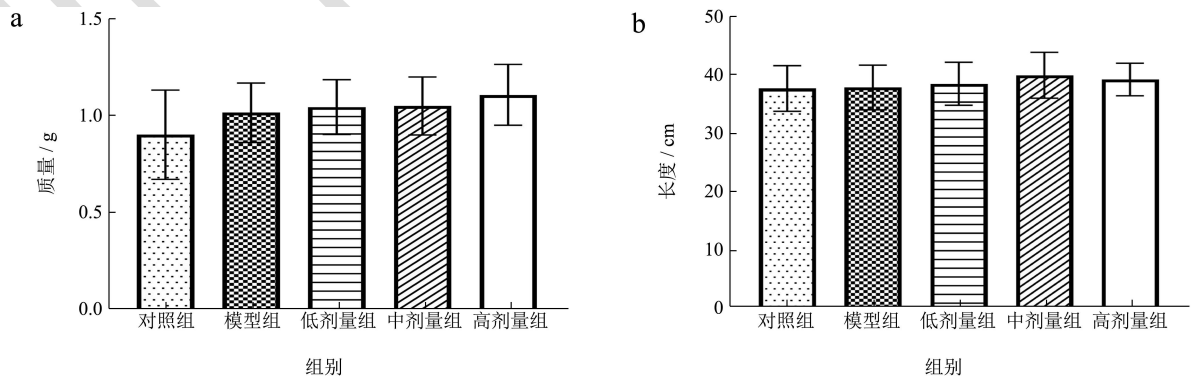 a
1.5
1.0
0.5
0.0
质量 / g
对照组 模型组 低剂量组 中剂量组 高剂量组
组别
b
50
40
30
20
10
0
长度 / cm
对照组 模型组 低剂量组 中剂量组 高剂量组
组别